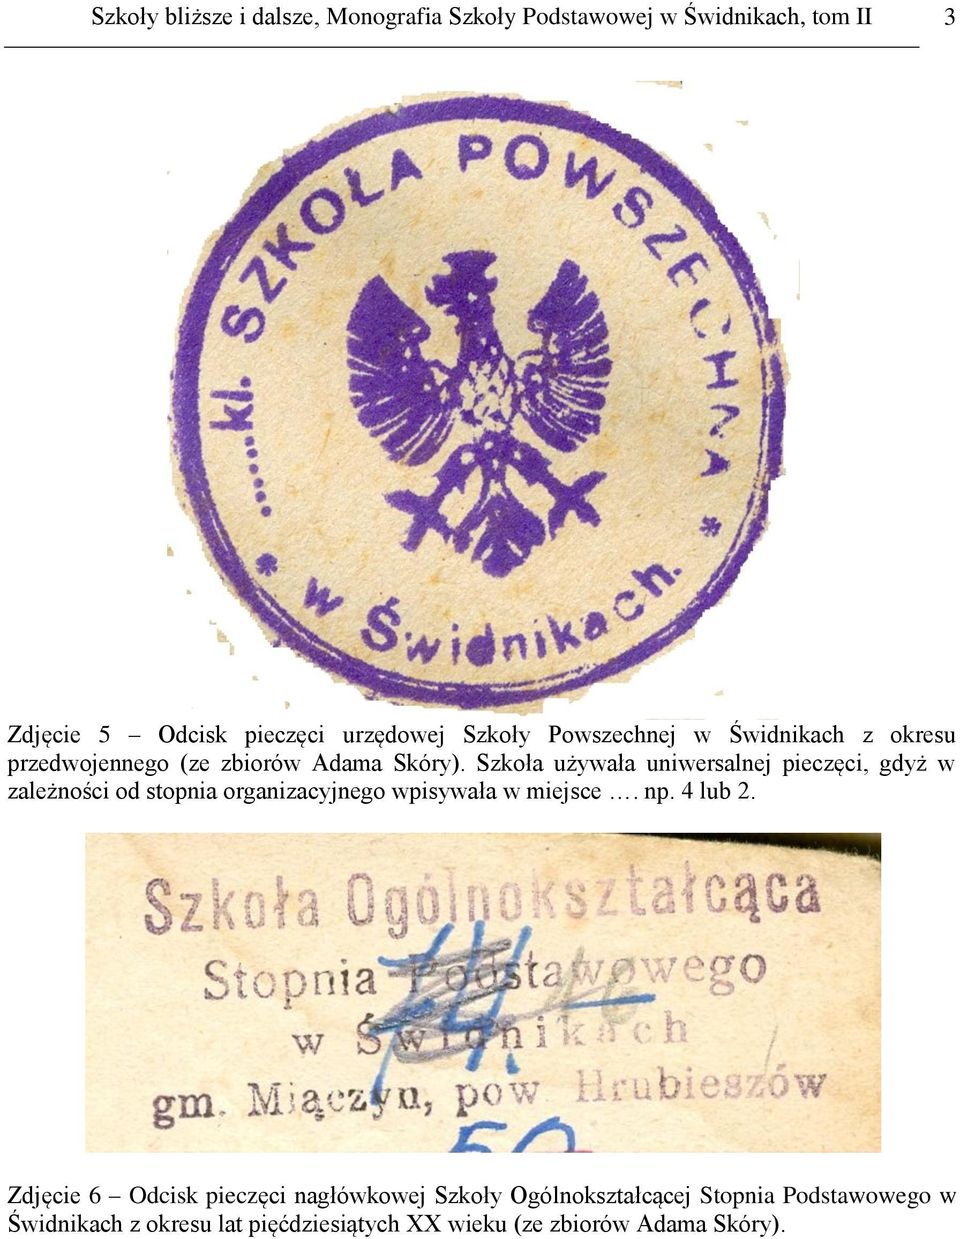 Szkoły bliższe i dalsze, Monografia Szkoły Podstawowej w Świdnikach, tom II 3
......kl. SZKOŁA POWSZECHNA
* w Świdnikach. *
Zdjęcie 5 – Odcisk pieczęci urzędowej Szkoły Powszechnej w Świdnikach z okresu
przedwojennego (ze zbiorów Adama Skóry). Szkoła używała uniwersalnej pieczęci, gdyż w
zależności od stopnia organizacyjnego wpisywała w miejsce …. np. 4 lub 2.
Szkoła Ogólnokształcąca
Stopnia Podstawowego
w Świdnikach
gm. Miączyn, pow Hrubieszów
Zdjęcie 6 – Odcisk pieczęci nagłówkowej Szkoły Ogólnokształcącej Stopnia Podstawowego w
Świdnikach z okresu lat pięćdziesiątych XX wieku (ze zbiorów Adama Skóry).